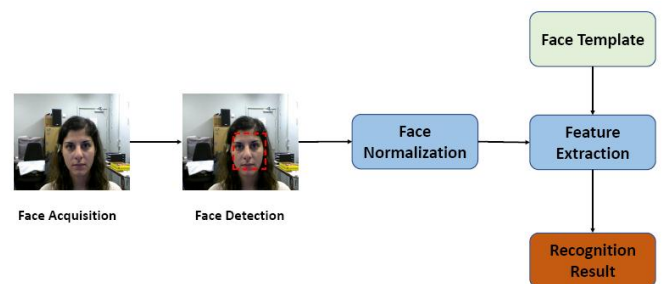 Face Template
Face
Normalization
Feature
Extraction
Face Acquisition
Face Detection
Recognition
Result